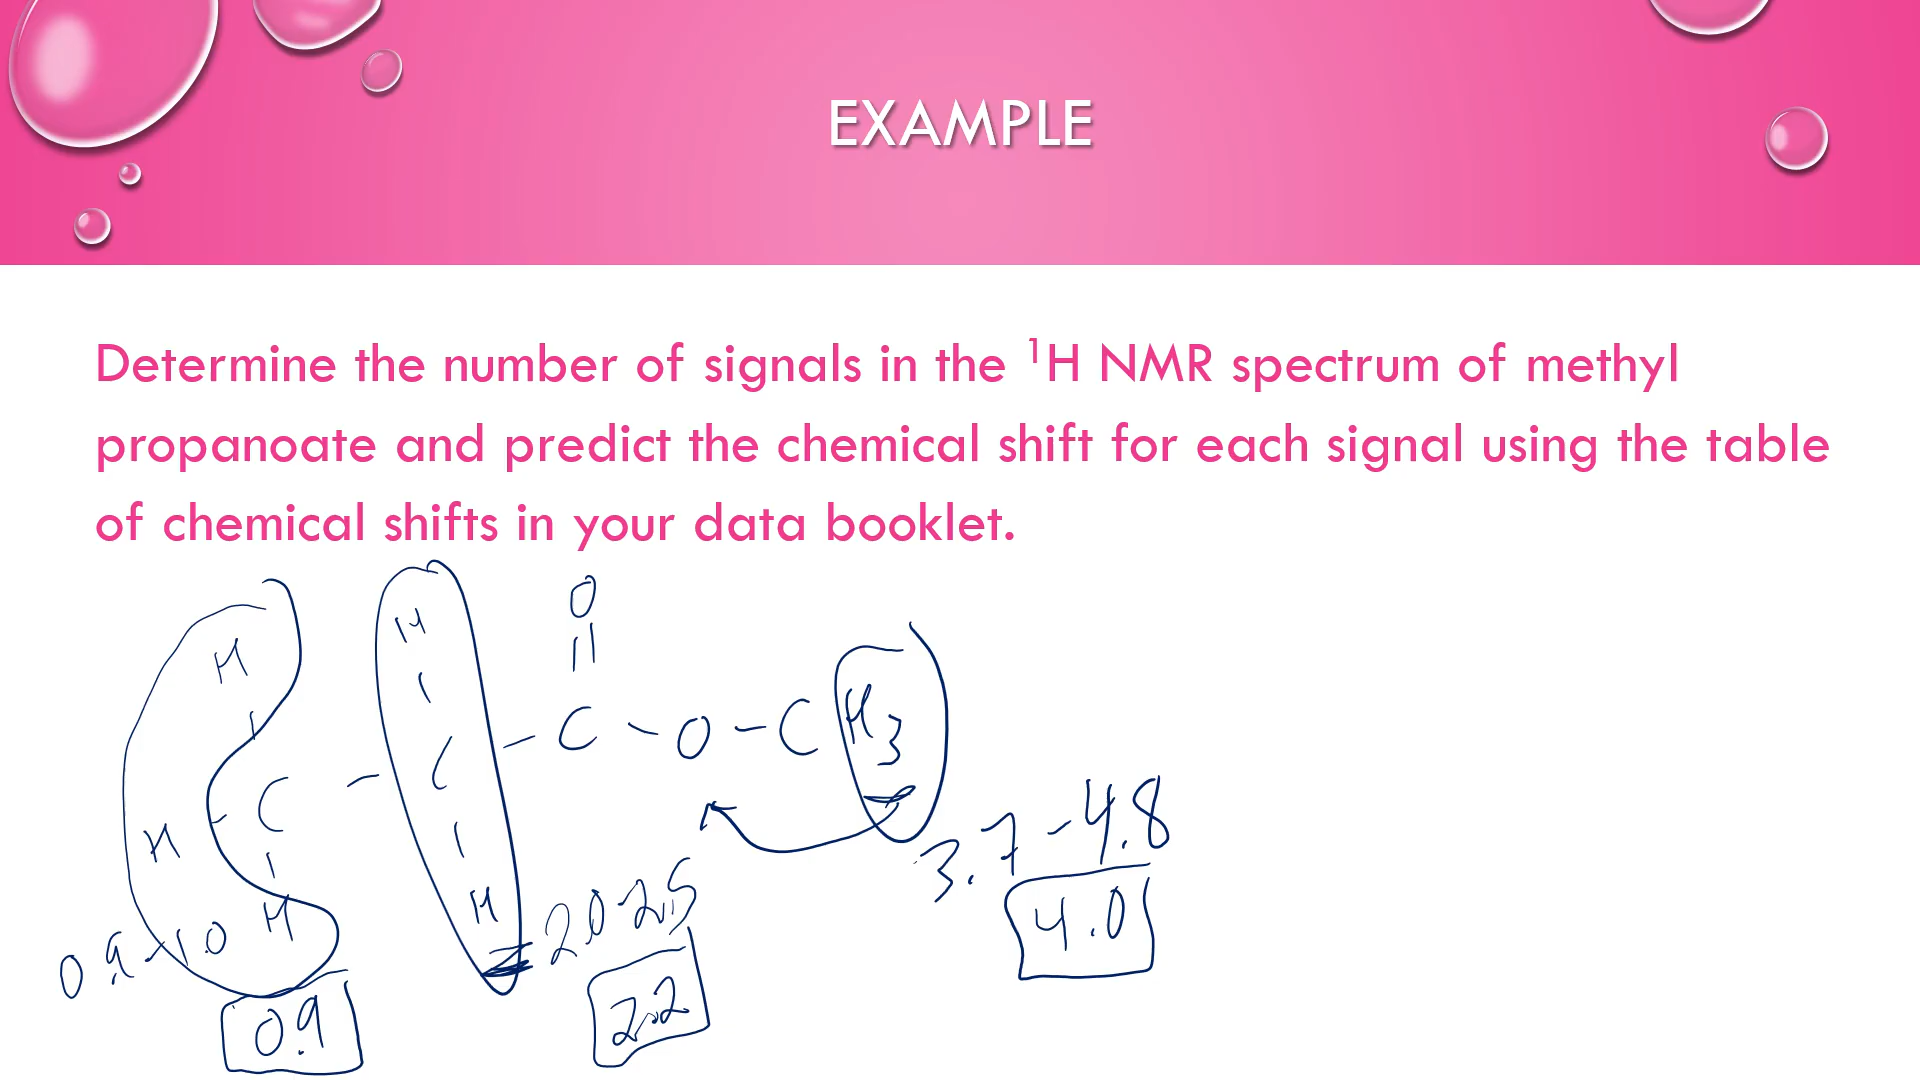 EXAMPLE
Determine the number of signals in the ¹H NMR spectrum of methyl
propanoate and predict the chemical shift for each signal using the table
of chemical shifts in your data booklet.
O
H
H
C - O - CH3
C
H - C
3.7 - 4.8
H
H
2.0-2.5
4.0
0.9-1.0
2.2
0.9